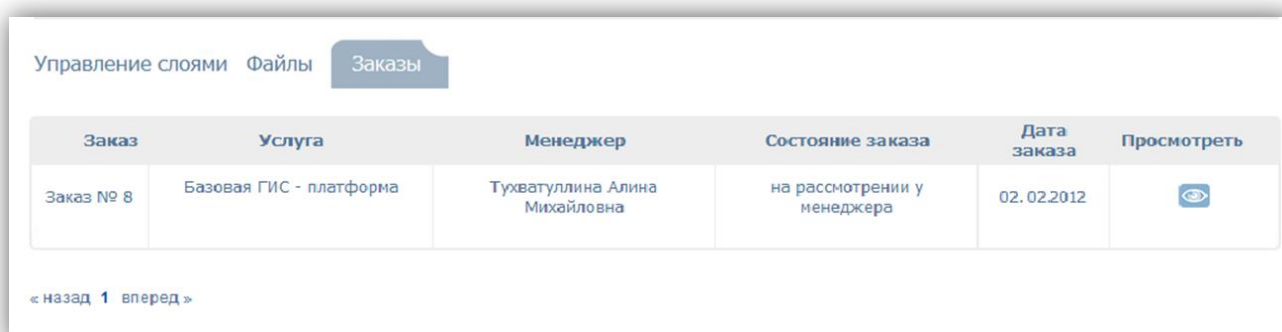 Управление слоями Файлы Заказы
Заказ Услуга Менеджер Состояние заказа Дата заказа Просмотреть
Заказ № 8 Базовая ГИС - платформа Тухватуллина Алина Михайловна на рассмотрении у менеджера 02.02.2012
« назад 1 вперед »